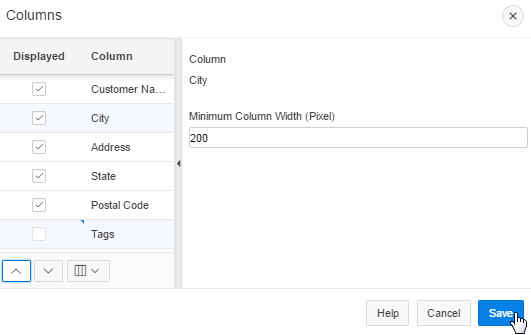 Columns
Displayed Column
Customer Na...
City
Address
State
Postal Code
Tags
Column
City
Minimum Column Width (Pixel)
200
Help Cancel Save